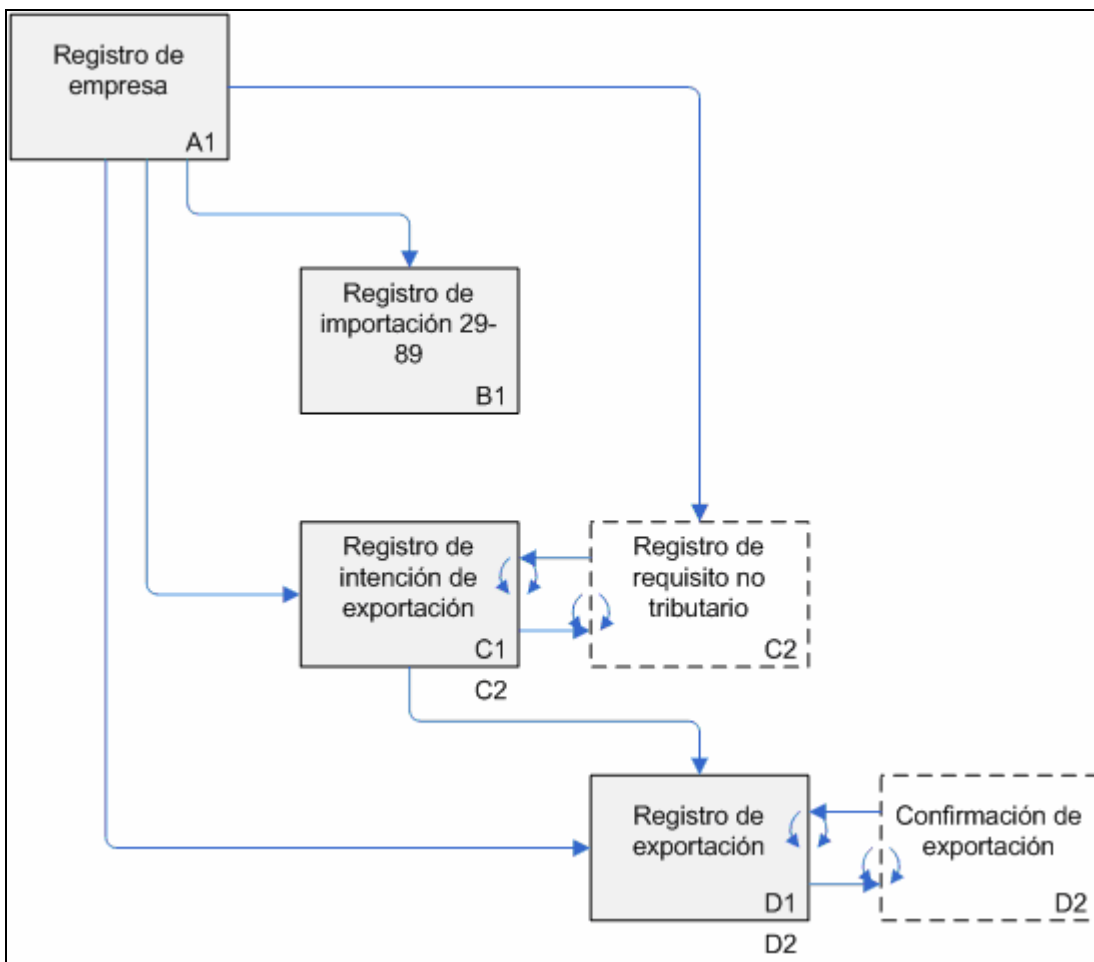 Registro de
empresa
A1
Registro de
importación 29-
89
B1
Registro de
intención de
exportación
C1
C2
Registro de
requisito no
tributario
C2
Registro de
exportación
D1
D2
Confirmación de
exportación
D2